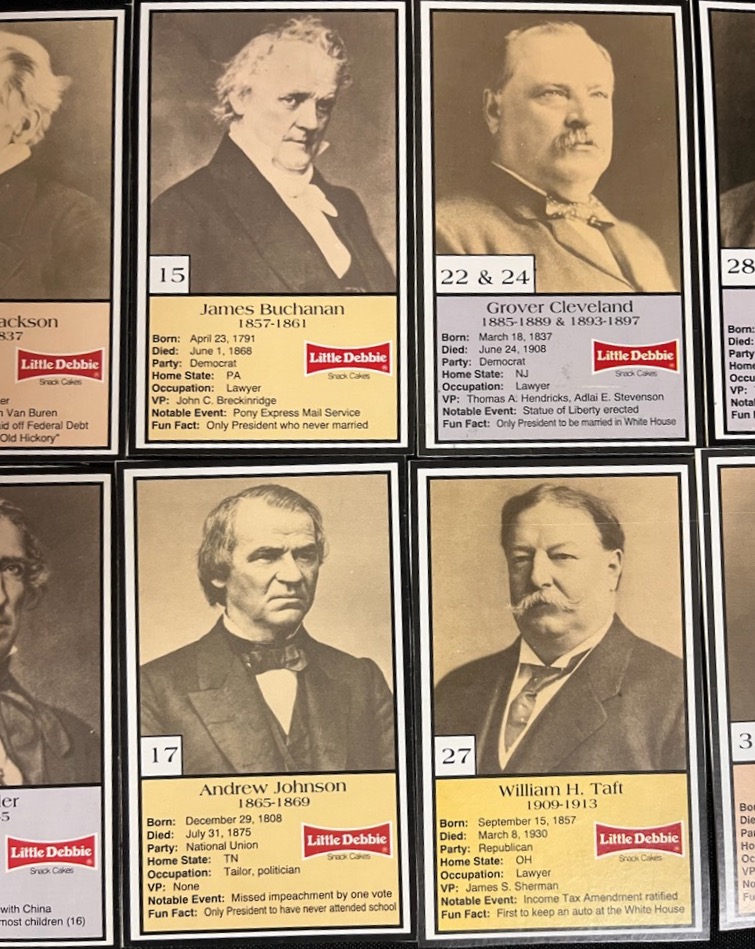 ackson
837
Little Debbie
Snack Cakes
er
n Van Buren
id off Federal Debt
"Old Hickory"
15
James Buchanan
1857-1861
Born: April 23, 1791
Died: June 1, 1868
Party: Democrat
Home State: PA
Occupation: Lawyer
VP: John C. Breckinridge
Notable Event: Pony Express Mail Service
Fun Fact: Only President who never married
Little Debbie
Snack Cakes
22 & 24
Grover Cleveland
1885-1889 & 1893-1897
Born: March 18, 1837
Died: June 24, 1908
Party: Democrat
Home State: NJ
Occupation: Lawyer
VP: Thomas A. Hendricks, Adlai E. Stevenson
Notable Event: Statue of Liberty erected
Fun Fact: Only President to be married in White House
Little Debbie
Snack Cakes
28
Born:
Died:
Party:
Home
Occu
VP:
Nota
Fun
ler
5
Little Debbie
Snack Cakes
with China
most children (16)
17
Andrew Johnson
1865-1869
Born: December 29, 1808
Died: July 31, 1875
Party: National Union
Home State: TN
Occupation: Tailor, politician
VP: None
Notable Event: Missed impeachment by one vote
Fun Fact: Only President to have never attended school
Little Debbie
Snack Cakes
27
William H. Taft
1909-1913
Born: September 15, 1857
Died: March 8, 1930
Party: Republican
Home State: OH
Occupation: Lawyer
VP: James S. Sherman
Notable Event: Income Tax Amendment ratified
Fun Fact: First to keep an auto at the White House
Little Debbie
Snack Cakes
3
Bo
Die
Pa
Ho
Oc
VP
No
Fu